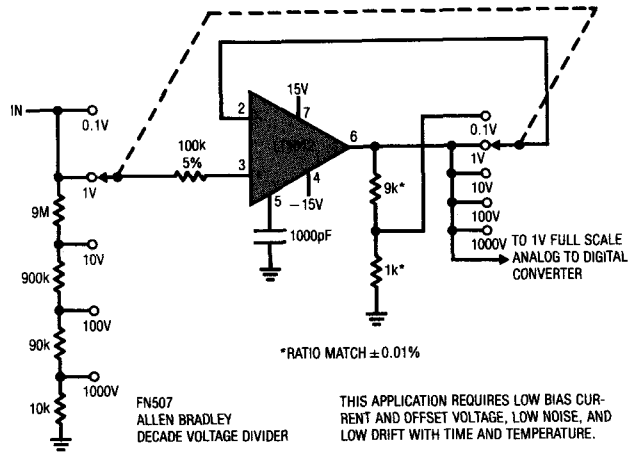 IN
0.1V
1V
9M
10V
900k
100V
90k
1000V
10k
100k
5%
2
3
15V
7
6
4
–15V
5
1000pF
9k*
1k*
0.1V
1V
10V
100V
1000V
TO 1V FULL SCALE
ANALOG TO DIGITAL
CONVERTER
*RATIO MATCH ±0.01%
FN507
ALLEN BRADLEY
DECADE VOLTAGE DIVIDER
THIS APPLICATION REQUIRES LOW BIAS CUR-
RENT AND OFFSET VOLTAGE, LOW NOISE, AND
LOW DRIFT WITH TIME AND TEMPERATURE.